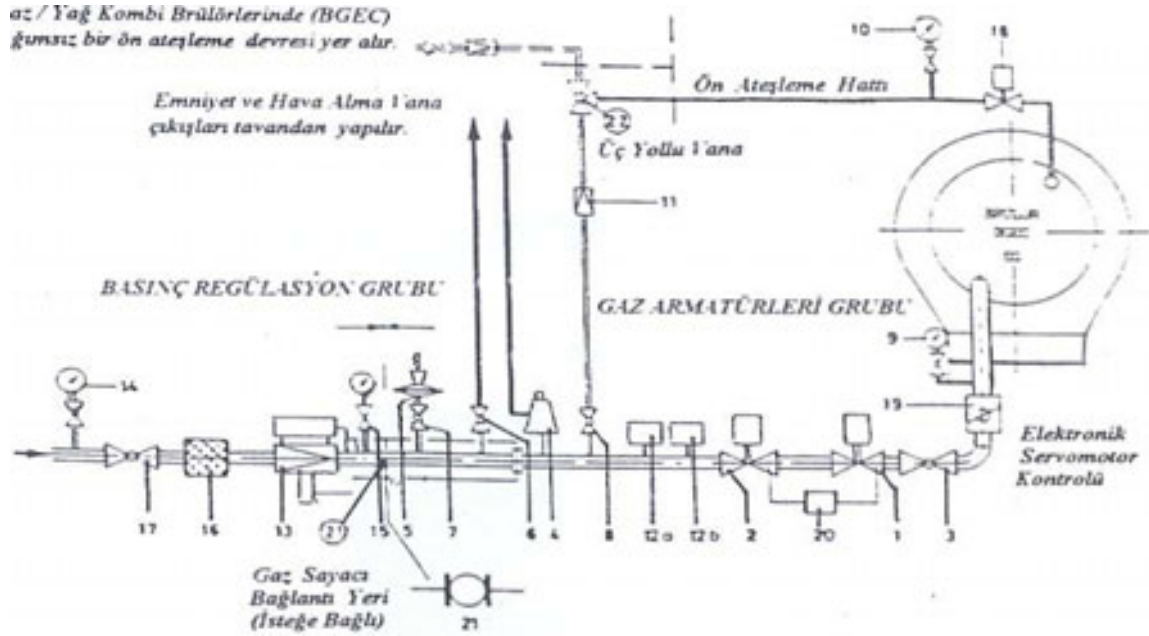 az / Yağ Kombi Brülörlerinde (BGEC)
ğımsız bir ön ateşleme devresi yer alır.
10
18
Ön Ateşleme Hattı
Emniyet ve Hava Alma Vana
çıkışları tavandan yapılır.
22
Üç Yollu Vana
11
BASINÇ REGÜLASYON GRUBU
GAZ ARMATÜRLERİ GRUBU
9
14
19
Elektronik
Servomotor
Kontrolü
17
16
13
21
15
5
7
6
4
8
12a
12b
2
20
1
3
Gaz Sayacı
Bağlantı Yeri
(İsteğe Bağlı)
21